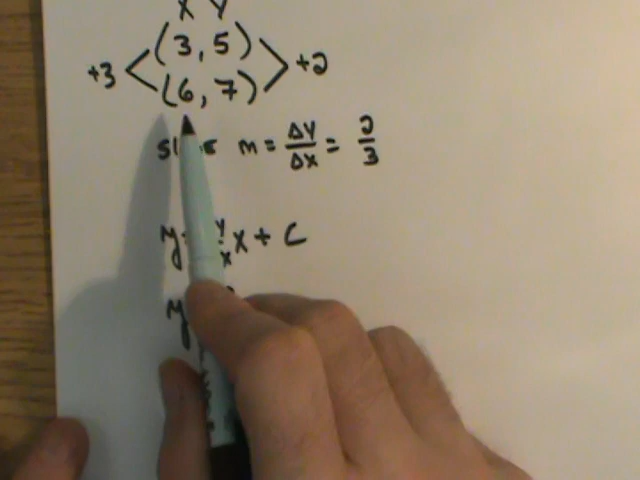 X Y
(3, 5)
+3 +2
(6, 7)
m = ΔY/ΔX = 2/3
X + C
y